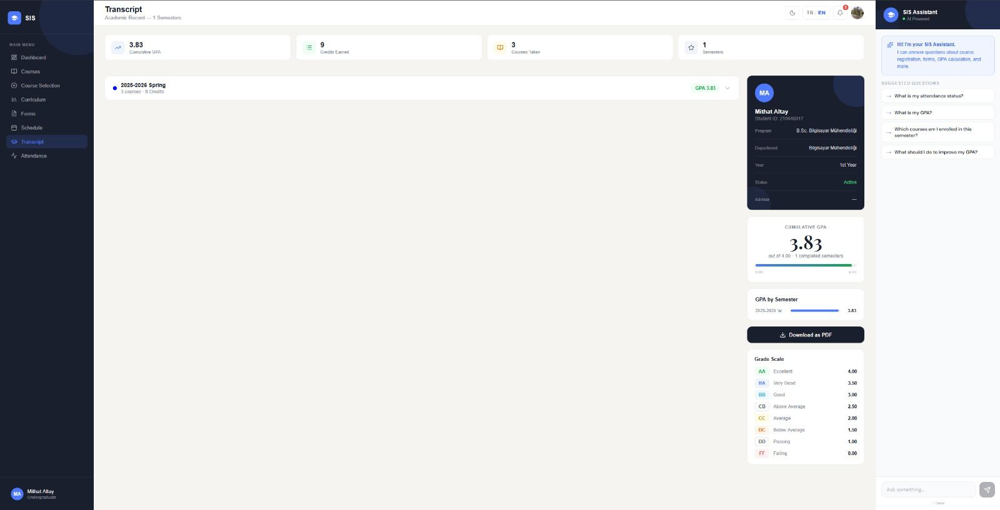 SIS
MAIN MENU
Dashboard
Courses
Course Selection
Curriculum
Forms
Schedule
Transcript
Attendance
MA
Mithat Altay
Undergraduate
Transcript
Academic Record — 1 Semesters
TR / EN
3
3.83
Cumulative GPA
9
Credits Earned
3
Courses Taken
1
Semesters
2025-2026 Spring
3 courses · 9 Credits
GPA 3.83
MA
Mithat Altay
Student ID: 210446017
Program B.Sc. Bilgisayar Mühendisliği
Department Bilgisayar Mühendisliği
Year 1st Year
Status Active
Advisor —
CUMULATIVE GPA
3.83
out of 4.00 · 1 completed semesters
0.00 4.00
GPA by Semester
2025-2026 'ar 3.83
Download as PDF
Grade Scale
AA Excellent 4.00
BA Very Good 3.50
BB Good 3.00
CB Above Average 2.50
CC Average 2.00
DC Below Average 1.50
DD Passing 1.00
FF Failing 0.00
SIS Assistant
AI Powered
Hi! I'm your SIS Assistant.
I can answer questions about course
registration, forms, GPA calculation, and
more.
SUGGESTED QUESTIONS
→ What is my attendance status?
→ What is my GPA?
→ Which courses am I enrolled in this
semester?
→ What should I do to improve my GPA?
Ask something...
Send